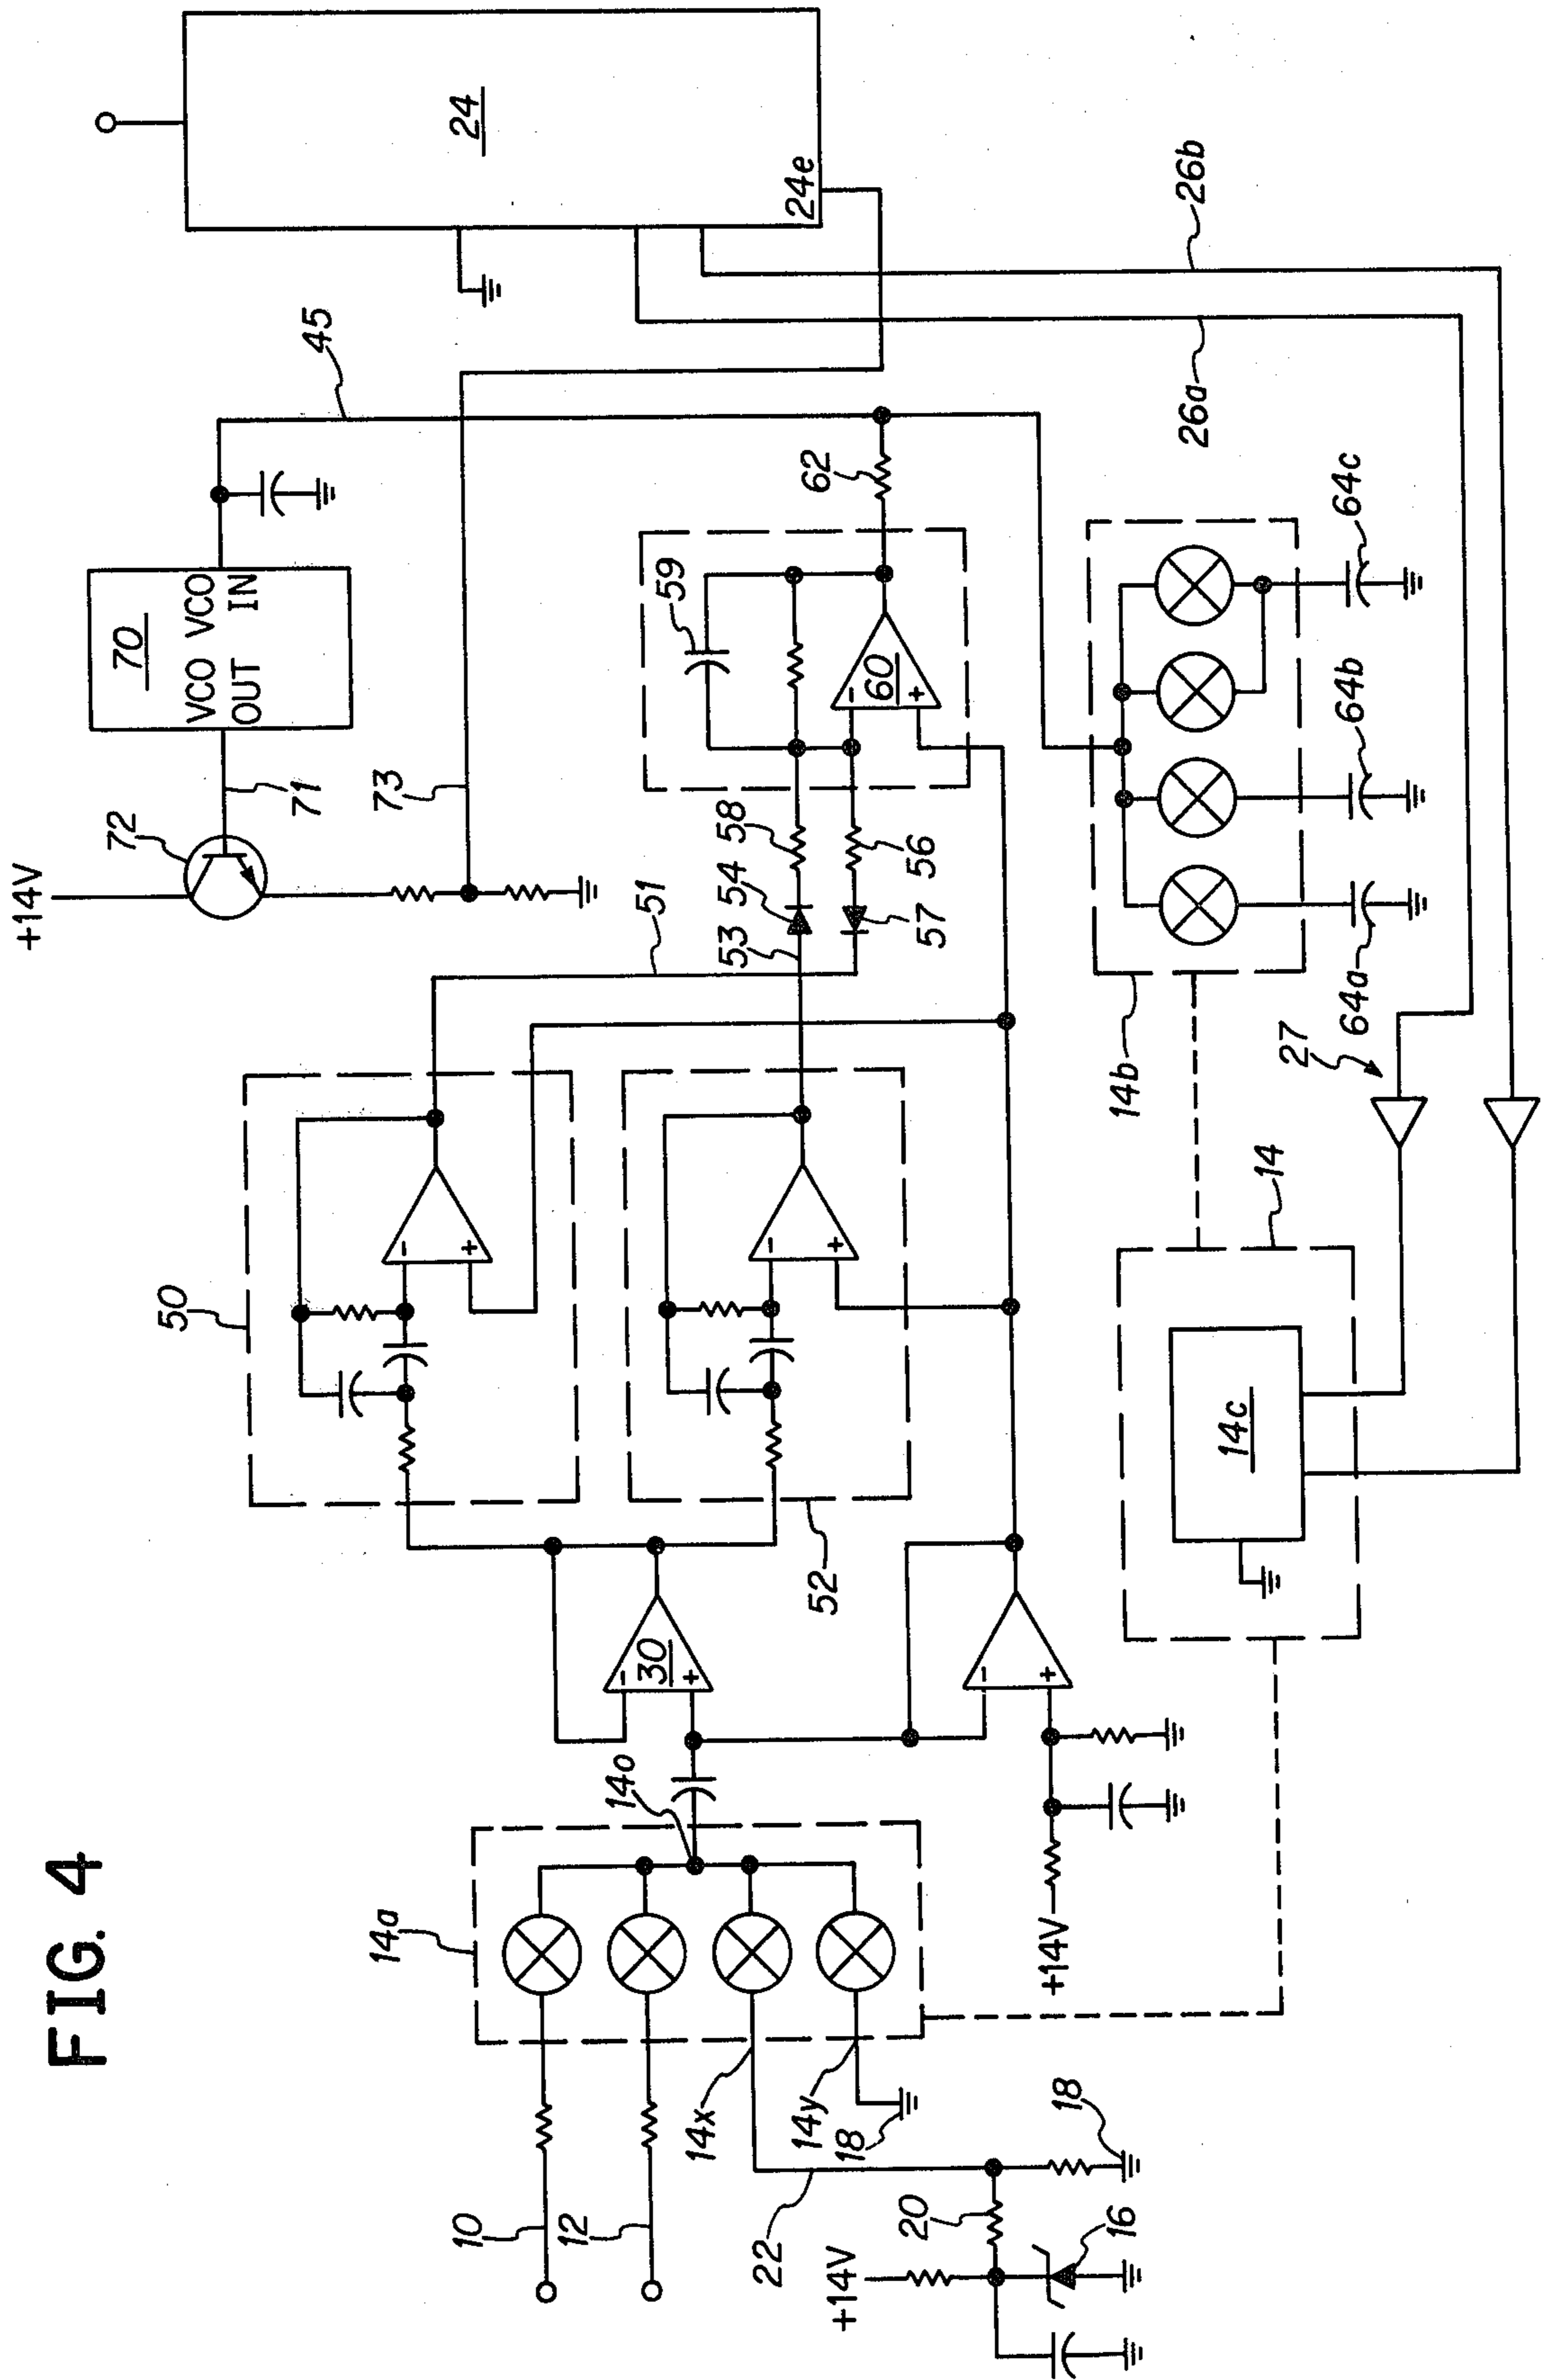 FIG. 4
+14V
72
71
70
VCO VCO
OUT IN
45
24
24e
73
50
51
53
54
58
59
60
-
+
57
56
62
26a
26b
-
+
-
+
52
30
-
+
-
+
+14V
14a
14o
10
12
14x
14y
18
22
20
+14V
16
18
14b
64a
64b
64c
27
14
14c